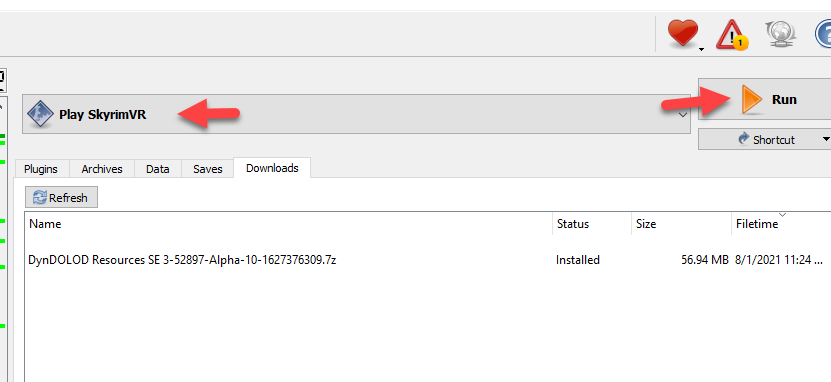 1
Play SkyrimVR
Run
Shortcut
Plugins Archives Data Saves Downloads
Refresh
Name Status Size Filetime
DynDOLOD Resources SE 3-52897-Alpha-10-1627376309.7z Installed 56.94 MB 8/1/2021 11:24 ...